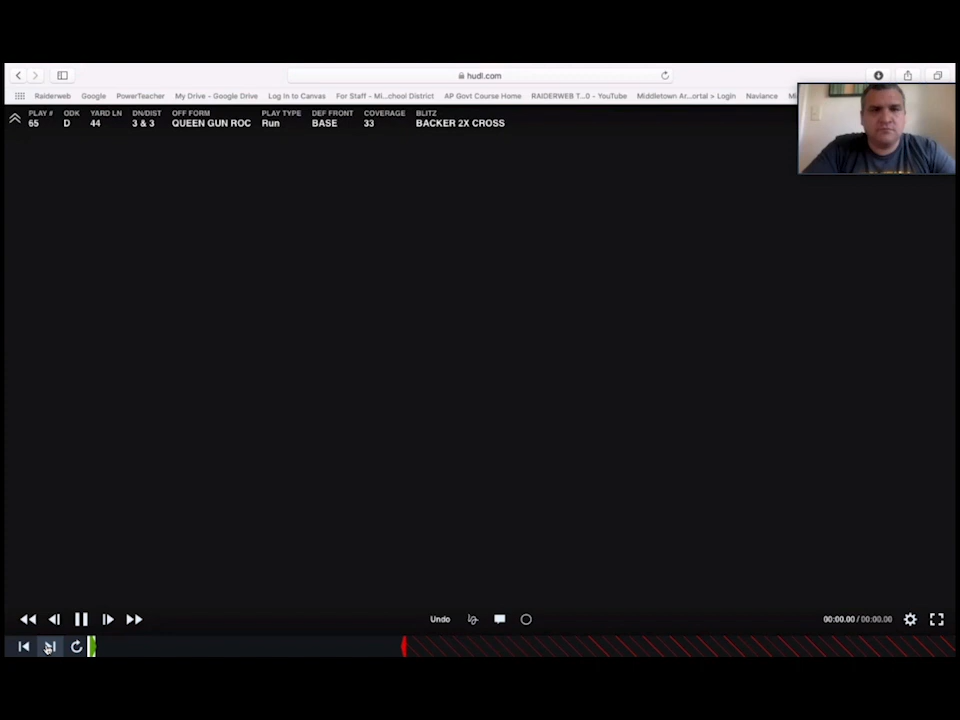 hudl.com
Raiderweb Google PowerTeacher My Drive - Google Drive Log In to Canvas For Staff - Mi...chool District AP Govt Course Home RAIDERWEB T...0 - YouTube Middletown Ar...ortal > Login Naviance
PLAY # ODK YARD LN DN/DIST OFF FORM PLAY TYPE DEF FRONT COVERAGE BLITZ
65 D 44 3 & 3 QUEEN GUN ROC Run BASE 33 BACKER 2X CROSS
Undo 00:00.00 / 00:00.00